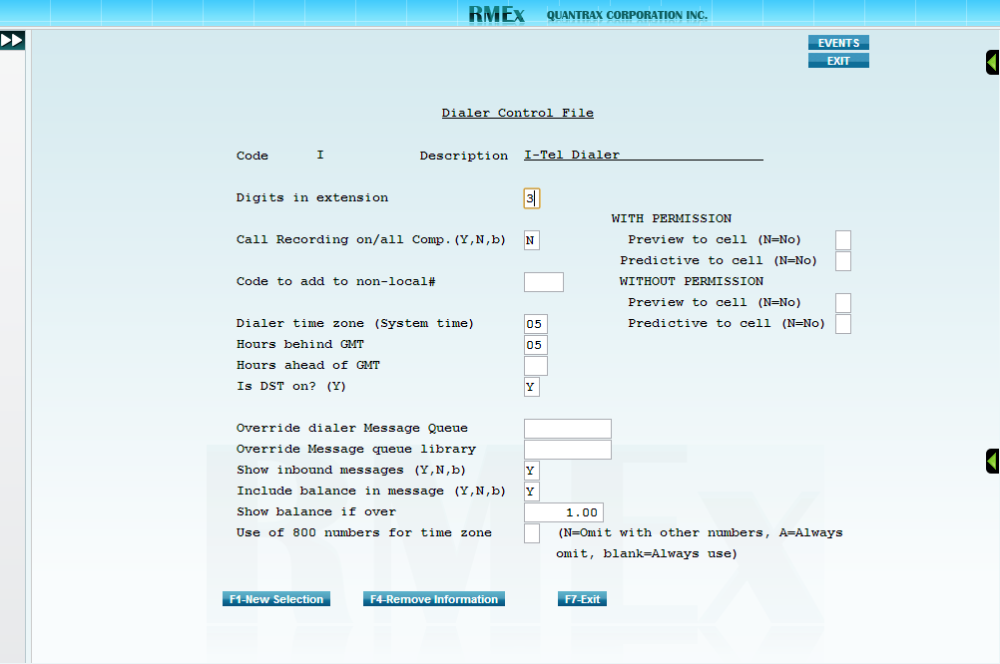 RMEx QUANTRAX CORPORATION INC.
EVENTS
EXIT
Dialer Control File
Code I Description I-Tel Dialer
Digits in extension 3
WITH PERMISSION
Call Recording on/all Comp.(Y,N,b) N Preview to cell (N=No)
Predictive to cell (N=No)
Code to add to non-local# WITHOUT PERMISSION
Preview to cell (N=No)
Dialer time zone (System time) 05 Predictive to cell (N=No)
Hours behind GMT 05
Hours ahead of GMT
Is DST on? (Y) Y
Override dialer Message Queue
Override Message queue library
Show inbound messages (Y,N,b) Y
Include balance in message (Y,N,b) Y
Show balance if over 1.00
Use of 800 numbers for time zone (N=Omit with other numbers, A=Always
omit, blank=Always use)
RMEx
F1-New Selection F4-Remove Information F7-Exit